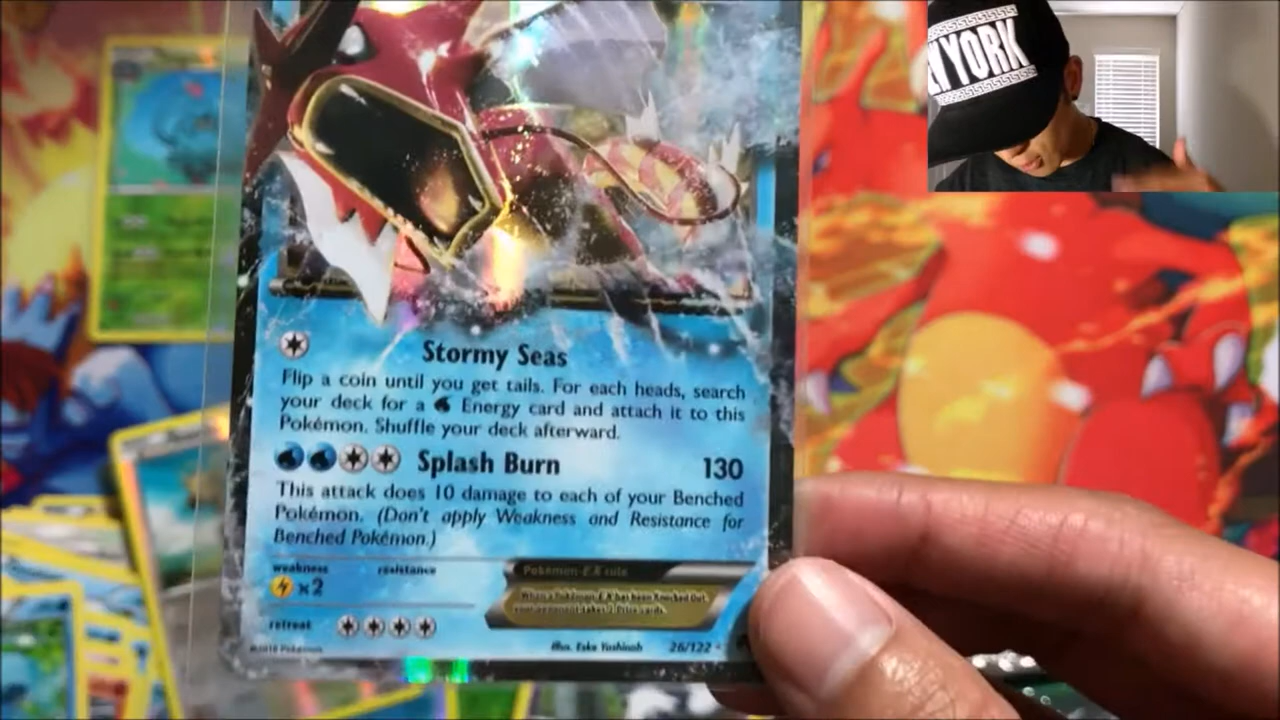 YORK
Stormy Seas
Flip a coin until you get tails. For each heads, search
your deck for a Energy card and attach it to this
Pokémon. Shuffle your deck afterward.
Splash Burn 130
This attack does 10 damage to each of your Benched
Pokémon. (Don't apply Weakness and Resistance for
Benched Pokémon.)
weakness resistance
×2
Pokémon-EX rule
When a Pokémon-EX has been Knocked Out,
your opponent takes 2 Prize cards.
retreat
©2016 Pokémon
Illus. Eske Yoshinob 26/122